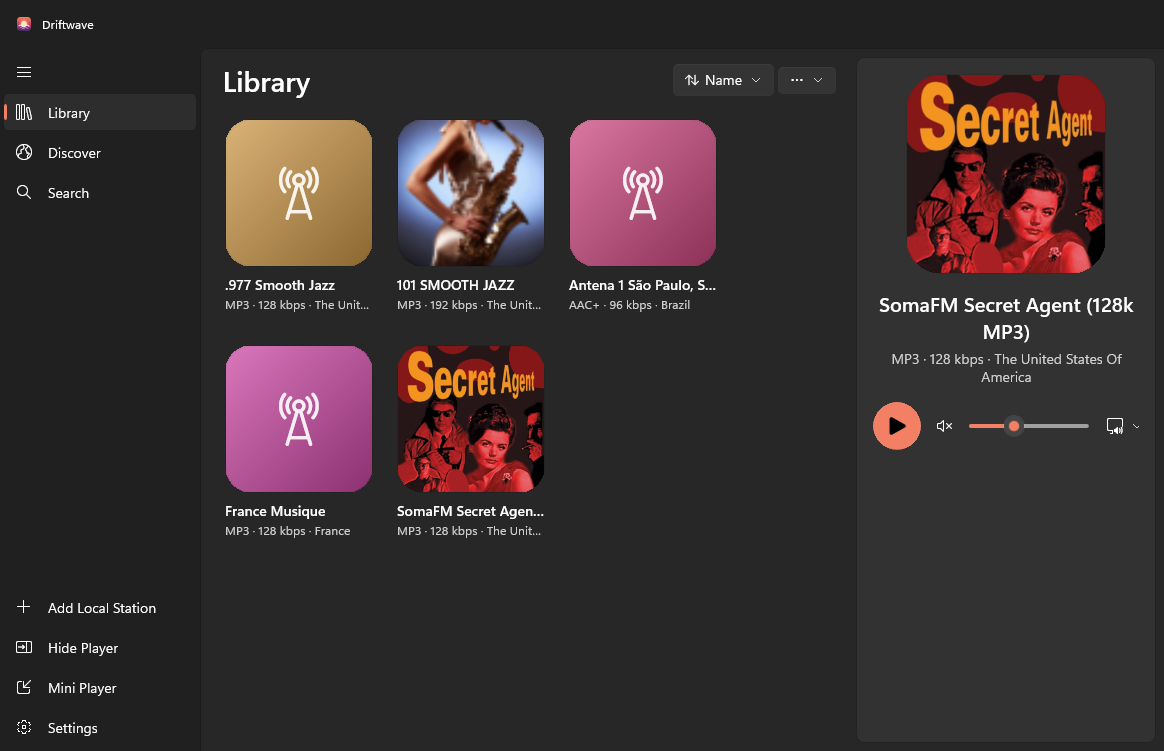 Driftwave
Library
Discover
Search
Add Local Station
Hide Player
Mini Player
Settings
Library
Name
.977 Smooth Jazz
MP3 · 128 kbps · The Unit...
101 SMOOTH JAZZ
MP3 · 192 kbps · The Unit...
Antena 1 São Paulo, S...
AAC+ · 96 kbps · Brazil
France Musique
MP3 · 128 kbps · France
Secret Agent
SomaFM Secret Agen...
MP3 · 128 kbps · The Unit...
Secret Agent
SomaFM Secret Agent (128k
MP3)
MP3 · 128 kbps · The United States Of
America